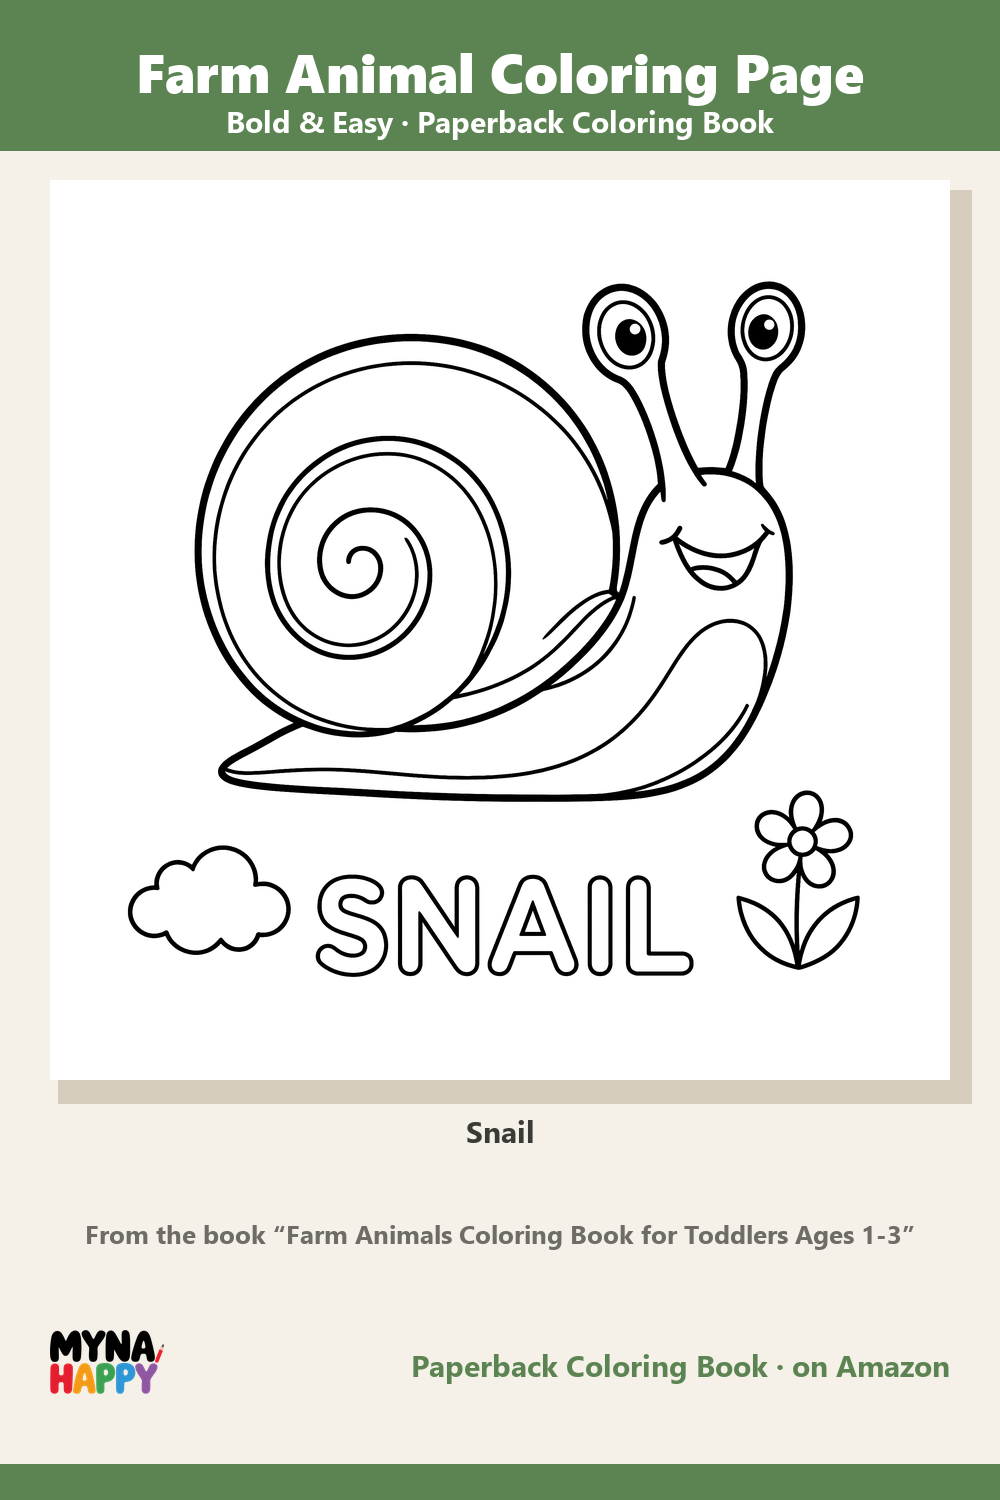 Farm Animal Coloring Page
Bold & Easy · Paperback Coloring Book
SNAIL
Snail
From the book “Farm Animals Coloring Book for Toddlers Ages 1-3”
MYNA
HAPPY
Paperback Coloring Book · on Amazon